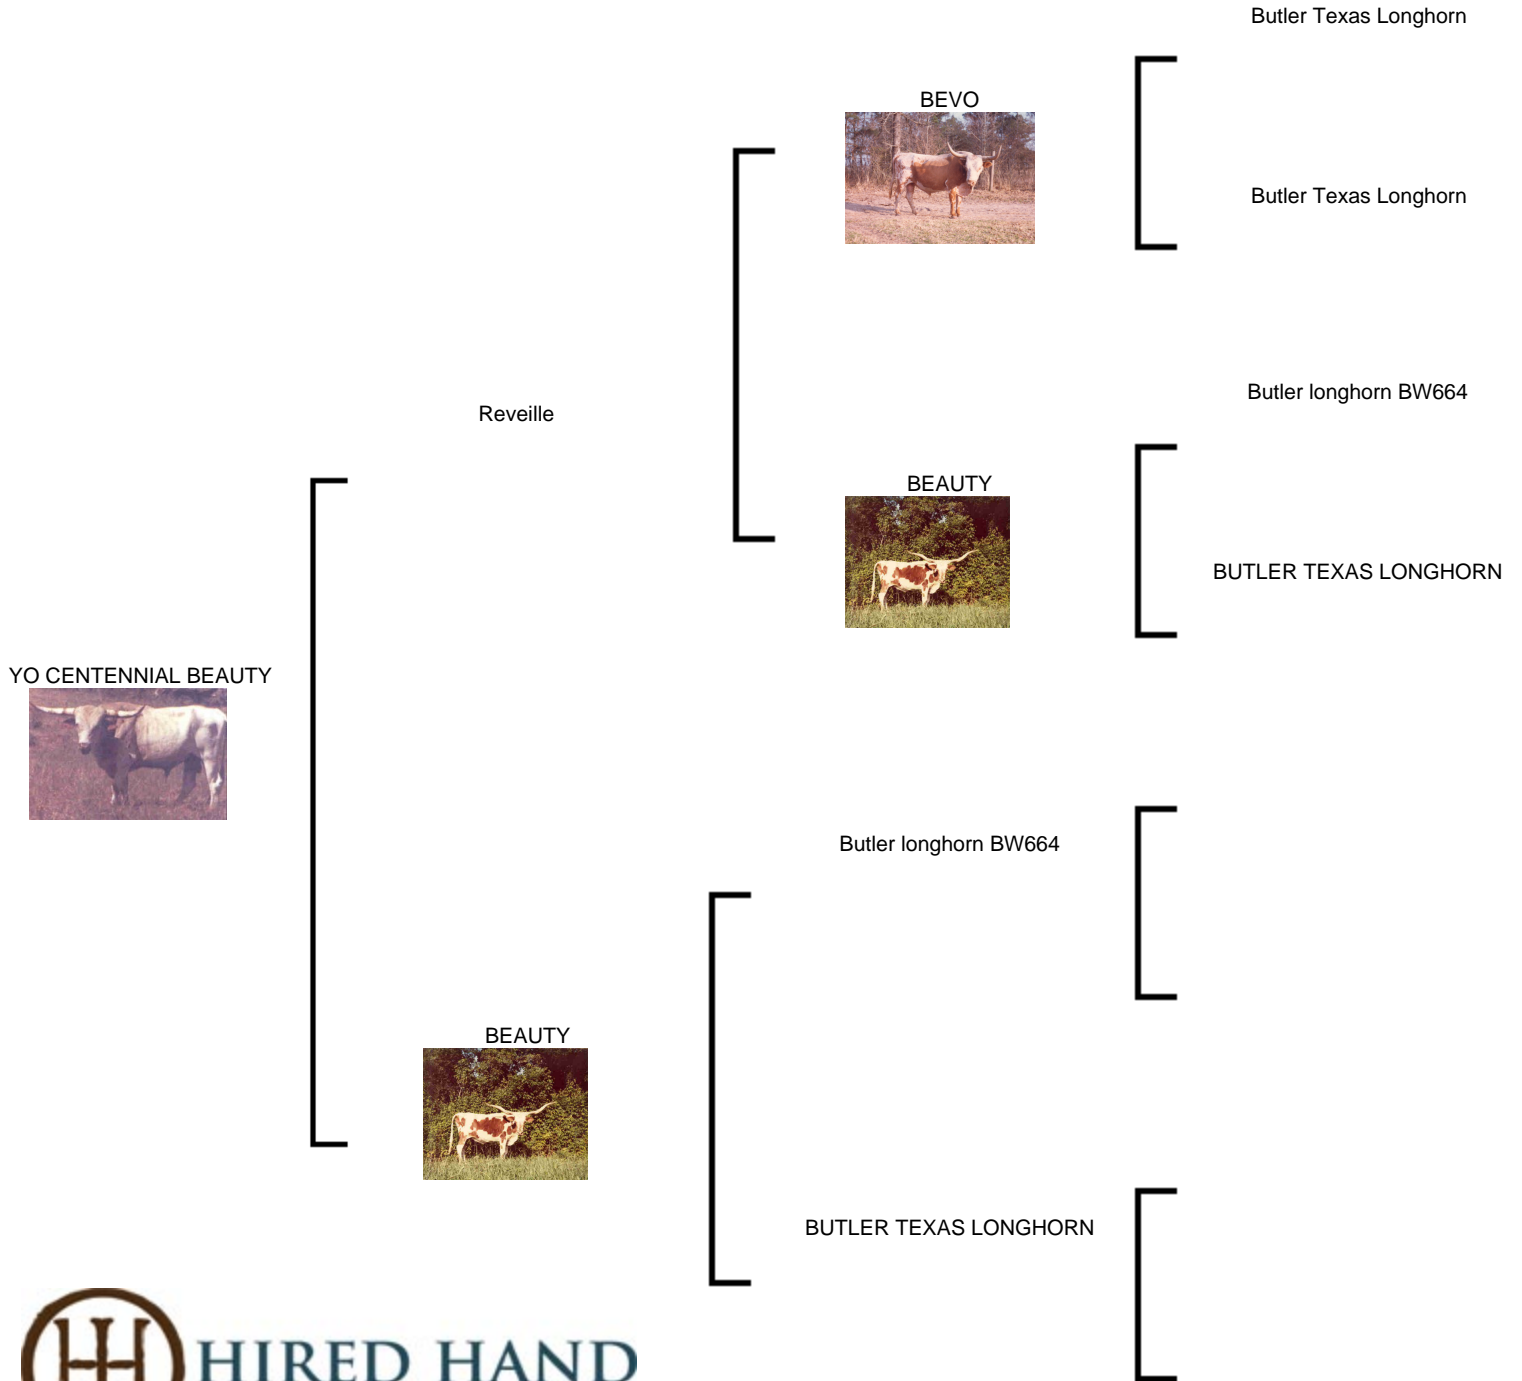 Butler Texas Longhorn
BEVO
Butler Texas Longhorn
Butler longhorn BW664
Reveille
BEAUTY
BUTLER TEXAS LONGHORN
YO CENTENNIAL BEAUTY
Butler longhorn BW664
BEAUTY
BUTLER TEXAS LONGHORN
HIRED HAND